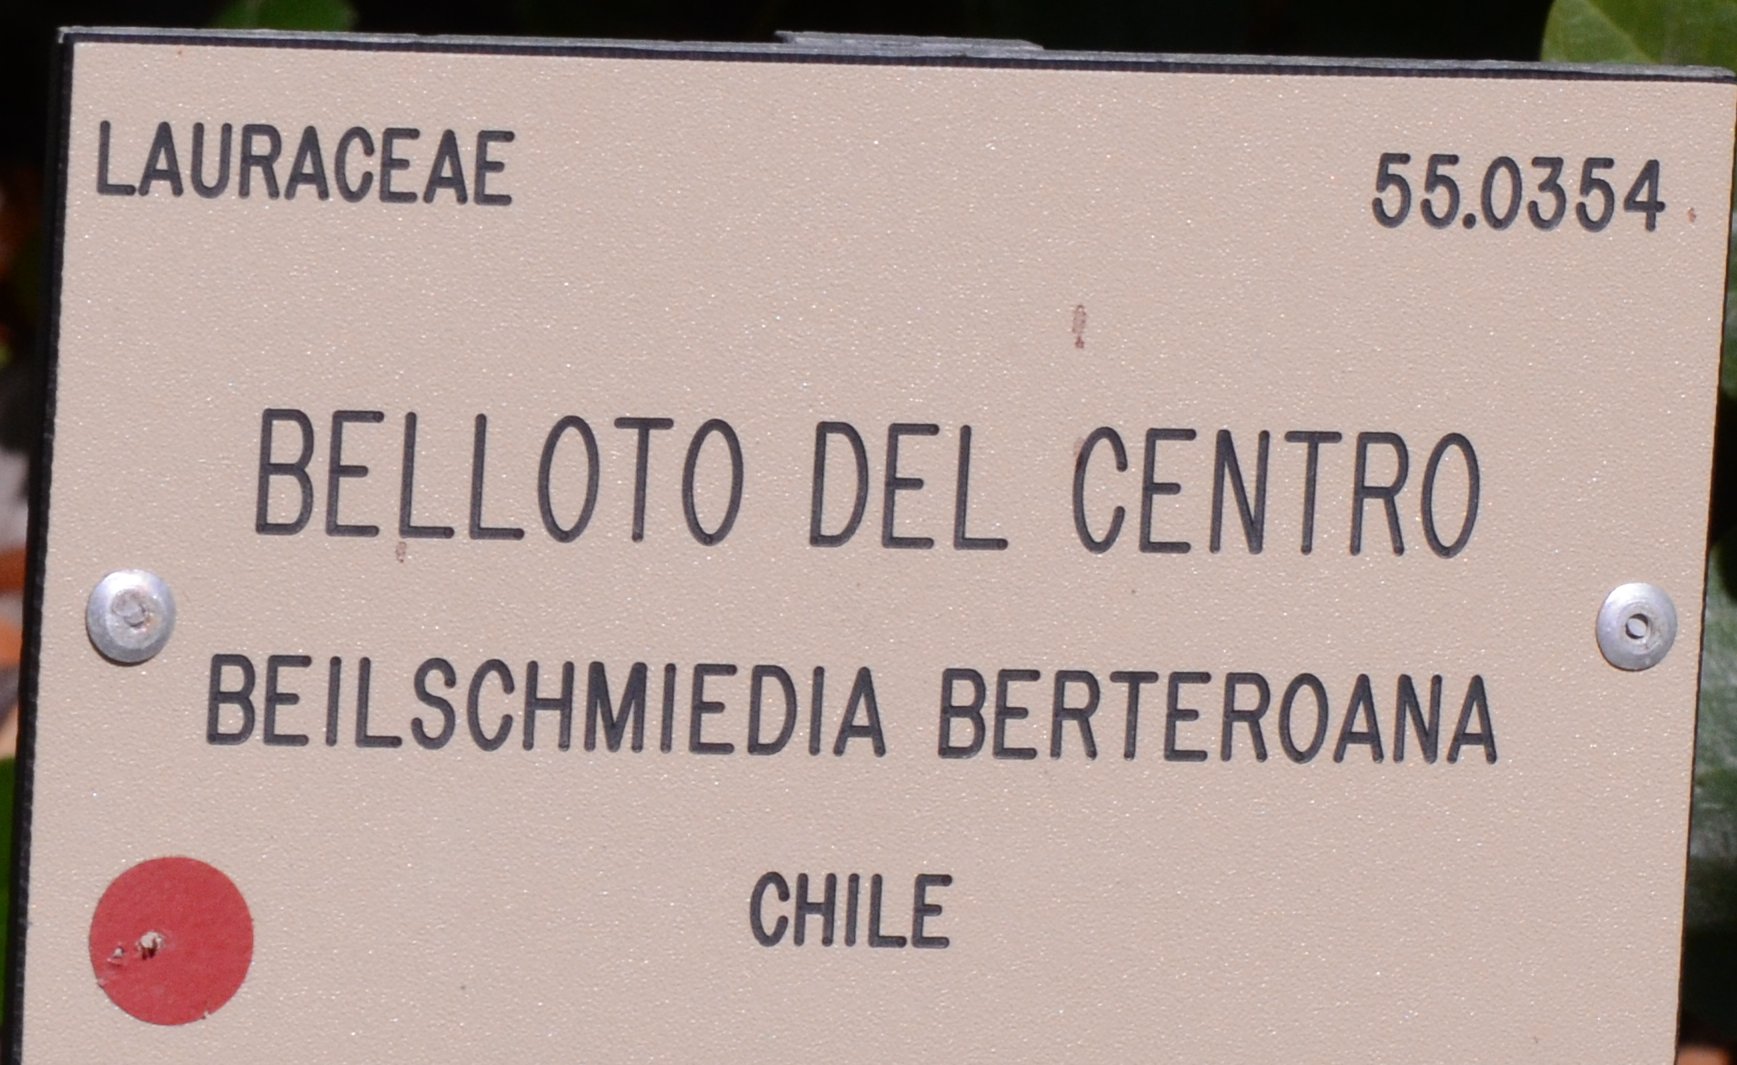 LAURACEAE 55.0354
BELLOTO DEL CENTRO
BEILSCHMIEDIA BERTEROANA
CHILE